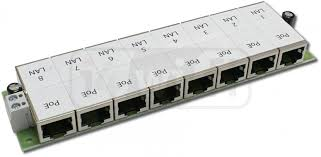 LAN 8
PoE
LAN 7
PoE
LAN 6
PoE
LAN 5
PoE
LAN 4
PoE
LAN 3
PoE
LAN 2
PoE
LAN 1
PoE